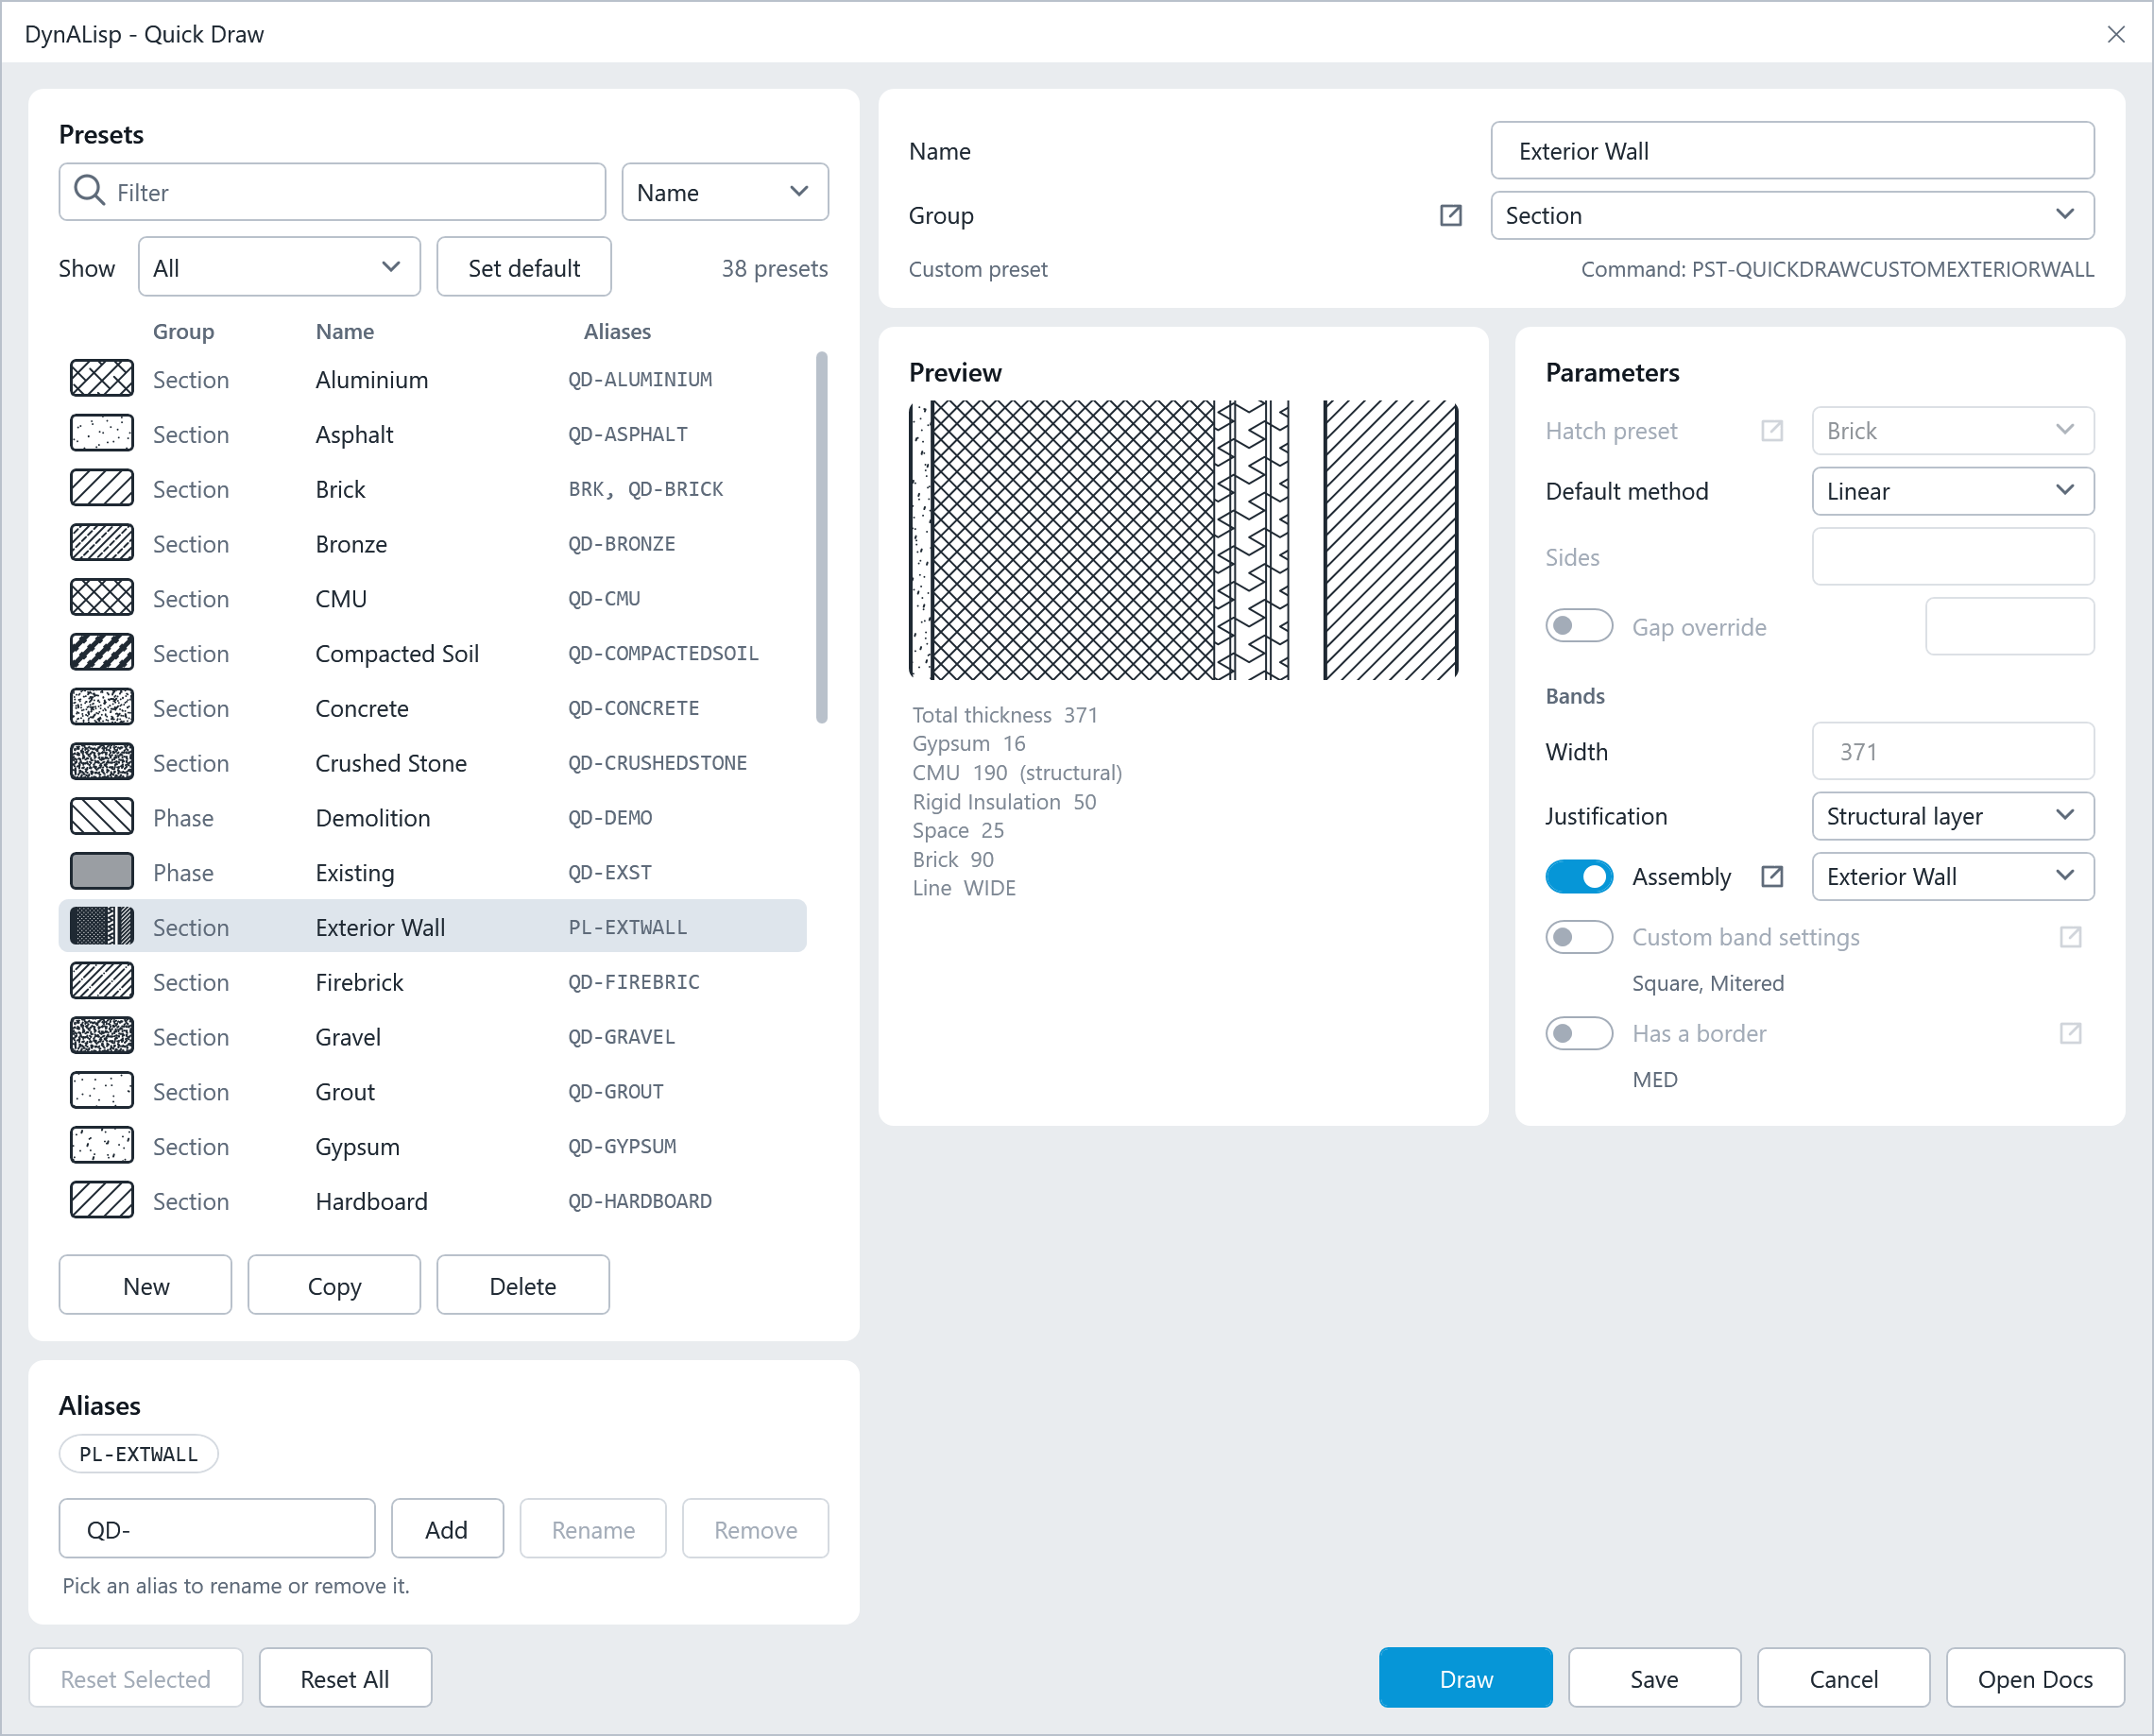 DynALisp - Quick Draw
Presets
Filter
Name
Show
All
Set default
38 presets
Group Name Aliases
Section Aluminium QD-ALUMINIUM
Section Asphalt QD-ASPHALT
Section Brick BRK, QD-BRICK
Section Bronze QD-BRONZE
Section CMU QD-CMU
Section Compacted Soil QD-COMPACTEDSOIL
Section Concrete QD-CONCRETE
Section Crushed Stone QD-CRUSHEDSTONE
Phase Demolition QD-DEMO
Phase Existing QD-EXST
Section Exterior Wall PL-EXTWALL
Section Firebrick QD-FIREBRIC
Section Gravel QD-GRAVEL
Section Grout QD-GROUT
Section Gypsum QD-GYPSUM
Section Hardboard QD-HARDBOARD
New
Copy
Delete
Aliases
PL-EXTWALL
QD-
Add
Rename
Remove
Pick an alias to rename or remove it.
Reset Selected
Reset All
Name
Exterior Wall
Group
Section
Custom preset
Command: PST-QUICKDRAWCUSTOMEXTERIORWALL
Preview
Total thickness 371
Gypsum 16
CMU 190 (structural)
Rigid Insulation 50
Space 25
Brick 90
Line WIDE
Parameters
Hatch preset
Brick
Default method
Linear
Sides
Gap override
Bands
Width
371
Justification
Structural layer
Assembly
Exterior Wall
Custom band settings
Square, Mitered
Has a border
MED
Draw
Save
Cancel
Open Docs